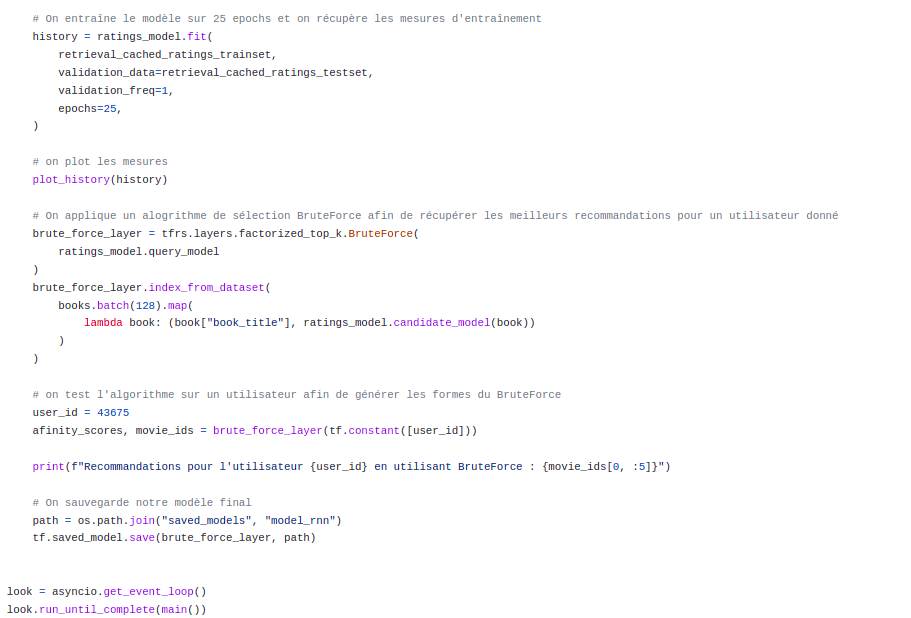 # On entraîne le modèle sur 25 epochs et on récupère les mesures d'entraînement
history = ratings_model.fit(
retrieval_cached_ratings_trainset,
validation_data=retrieval_cached_ratings_testset,
validation_freq=1,
epochs=25,
)
# on plot les mesures
plot_history(history)
# On applique un alogrithme de sélection BruteForce afin de récupérer les meilleurs recommandations pour un utilisateur donné
brute_force_layer = tfrs.layers.factorized_top_k.BruteForce(
ratings_model.query_model
)
brute_force_layer.index_from_dataset(
books.batch(128).map(
lambda book: (book["book_title"], ratings_model.candidate_model(book))
)
)
# on test l'algorithme sur un utilisateur afin de générer les formes du BruteForce
user_id = 43675
afinity_scores, movie_ids = brute_force_layer(tf.constant([user_id]))
print(f"Recommandations pour l'utilisateur {user_id} en utilisant BruteForce : {movie_ids[0, :5]}")
# On sauvegarde notre modèle final
path = os.path.join("saved_models", "model_rnn")
tf.saved_model.save(brute_force_layer, path)
look = asyncio.get_event_loop()
look.run_until_complete(main())